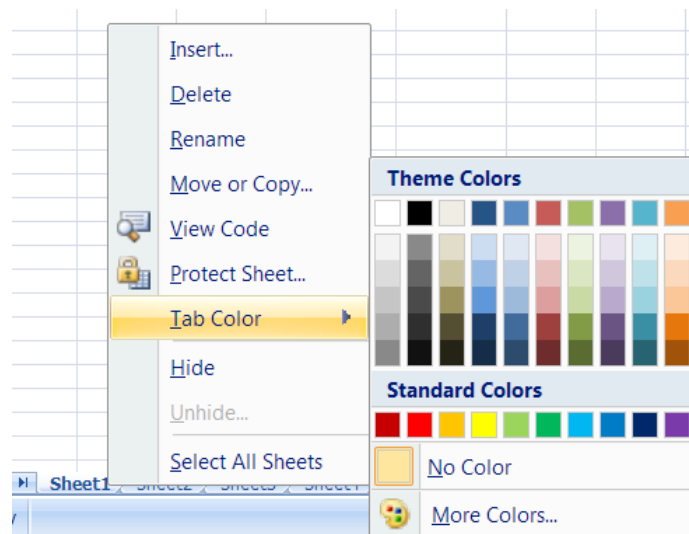 Insert...
Delete
Rename
Move or Copy...
View Code
Protect Sheet...
Tab Color
Hide
Unhide...
Select All Sheets
Theme Colors
Standard Colors
No Color
More Colors...
Sheet1